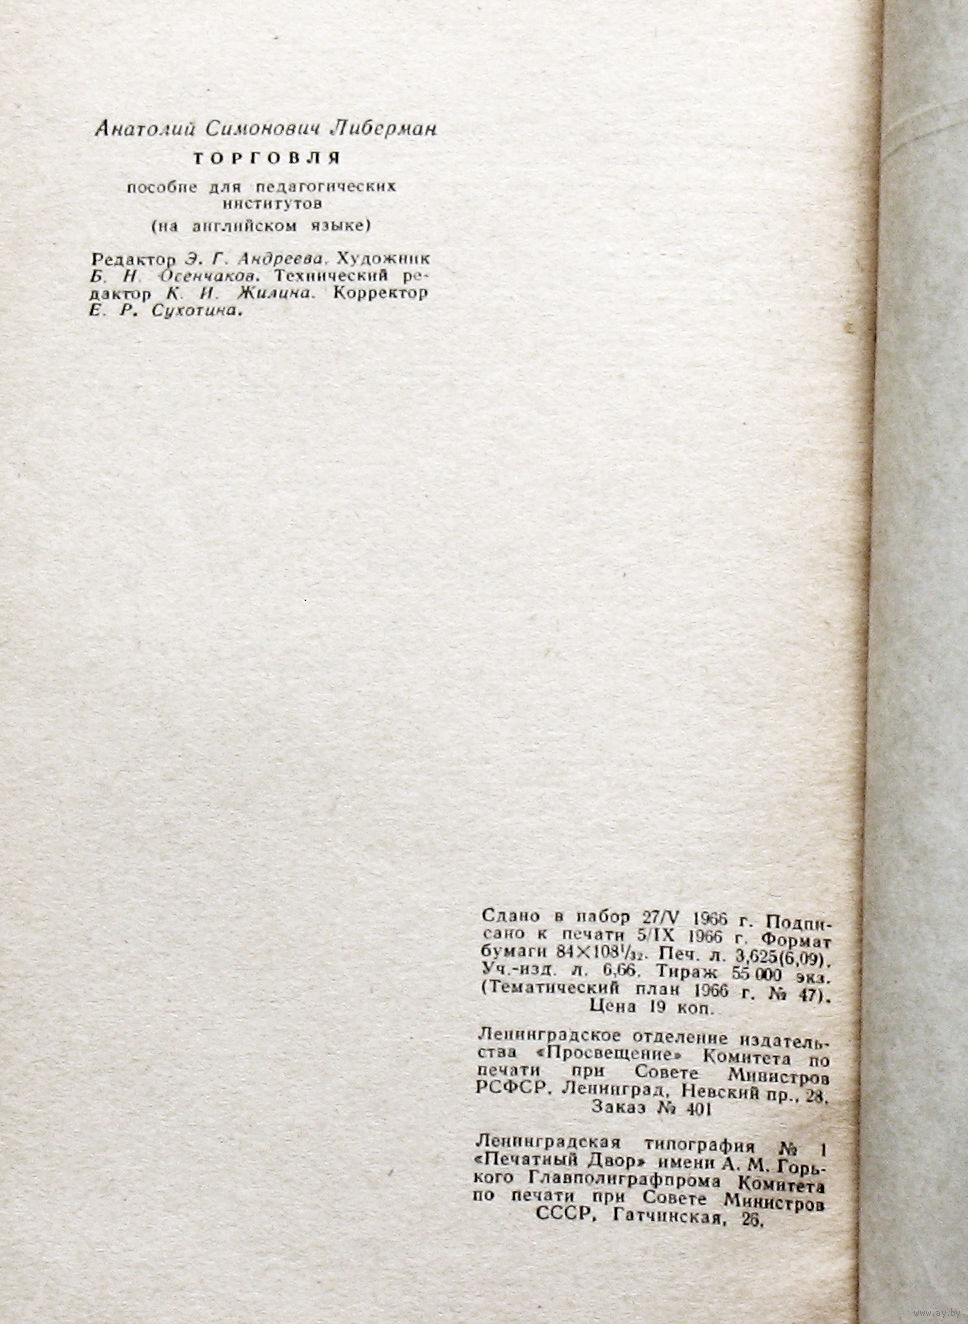 Анатолий Симонович Либерман
ТОРГОВЛЯ
пособие для педагогических
институтов
(на английском языке)
Редактор Э. Г. Андреева. Художник
Б. Н. Осенчаков. Технический ре-
дактор К. И. Жилина. Корректор
Е. Р. Сухотина.
Сдано в набор 27/V 1966 г. Подпи-
сано к печати 5/IX 1966 г. Формат
бумаги 84×108¹/₃₂. Печ. л. 3,625(6,09).
Уч.-изд. л. 6,66. Тираж 55 000 экз.
(Тематический план 1966 г. № 47).
Цена 19 коп.
Ленинградское отделение издатель-
ства «Просвещение» Комитета по
печати при Совете Министров
РСФСР. Ленинград, Невский пр., 28.
Заказ № 401
Ленинградская типография № 1
«Печатный Двор» имени А. М. Горь-
кого Главполиграфпрома Комитета
по печати при Совете Министров
СССР, Гатчинская, 26.
www.ay.by